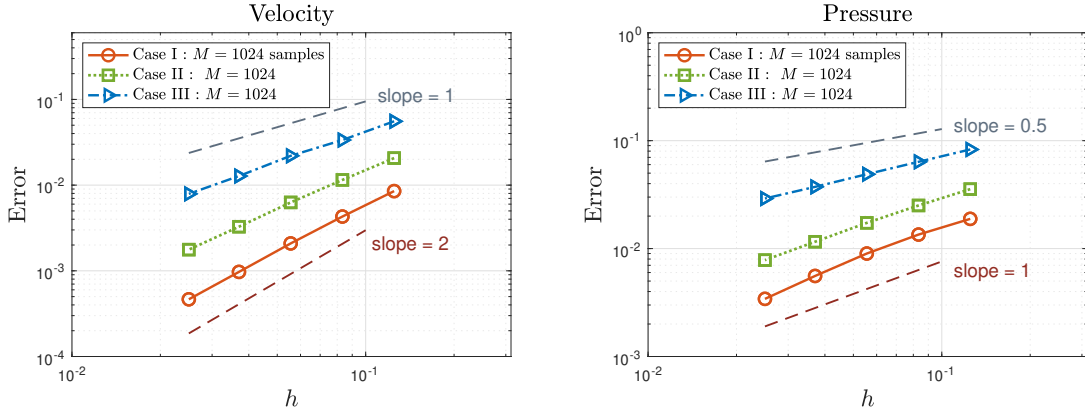 Velocity
Case I : M = 1024 samples
Case II : M = 1024
Case III : M = 1024
slope = 1
slope = 2
10^-1
10^-2
10^-3
10^-4
10^-2
10^-1
Error
h
Pressure
Case I : M = 1024 samples
Case II : M = 1024
Case III : M = 1024
slope = 0.5
slope = 1
10^0
10^-1
10^-2
10^-3
10^-2
10^-1
Error
h